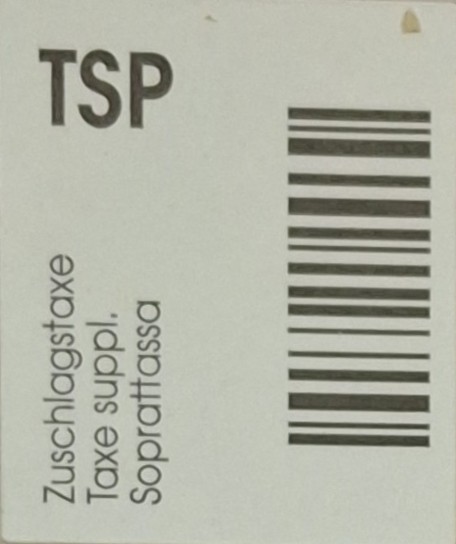 TSP
Zuschlagstaxe
Taxe suppl.
Soprattassa